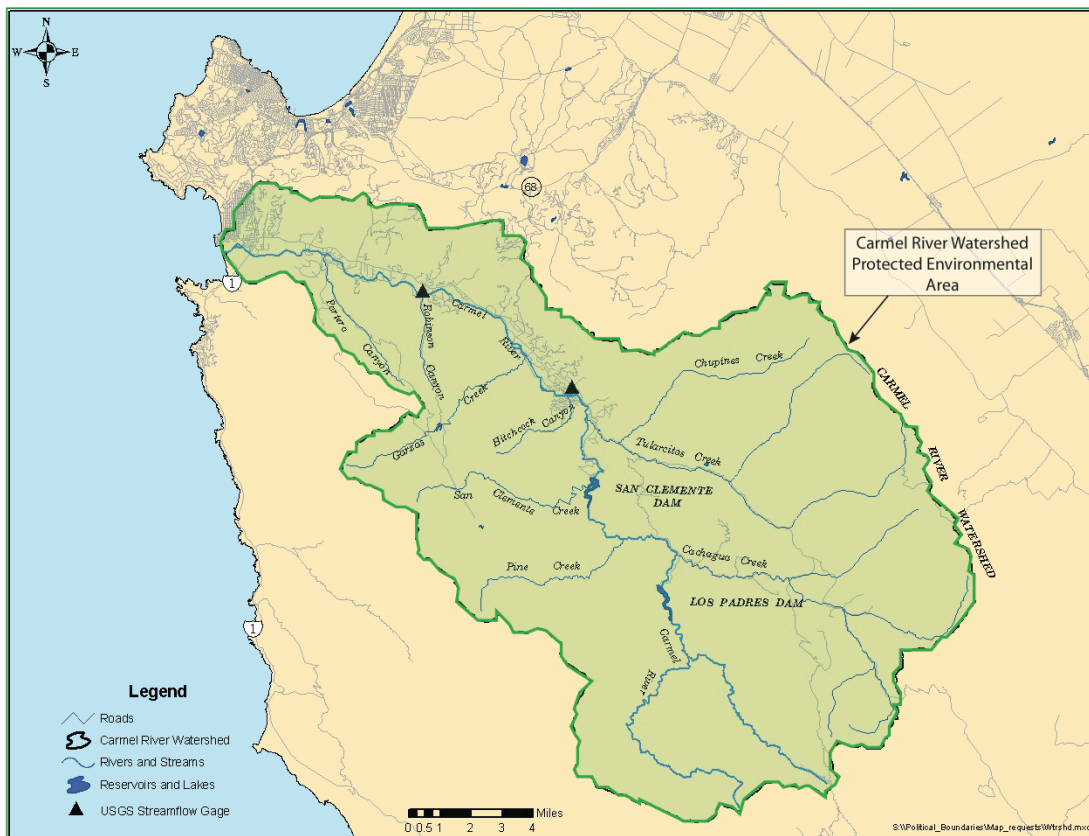 N
W E
S
68
Carmel River Watershed
Protected Environmental
Area
1
Carmel
River
Potrero
Canyon
Robinson
Canyon
Chupines Creek
CARMEL
RIVER
WATERSHED
Garzas Creek
Hitchcock Canyon
Tularcitos Creek
San Clemente Creek
SAN CLEMENTE
DAM
Pine Creek
Cachagua Creek
LOS PADRES DAM
1
Carmel
River
Legend
Roads
Carmel River Watershed
Rivers and Streams
Reservoirs and Lakes
USGS Streamflow Gage
Miles
0 0.5 1 2 3 4
S:\\Political_Boundaries\Map_requests\Wtrshd.mxd